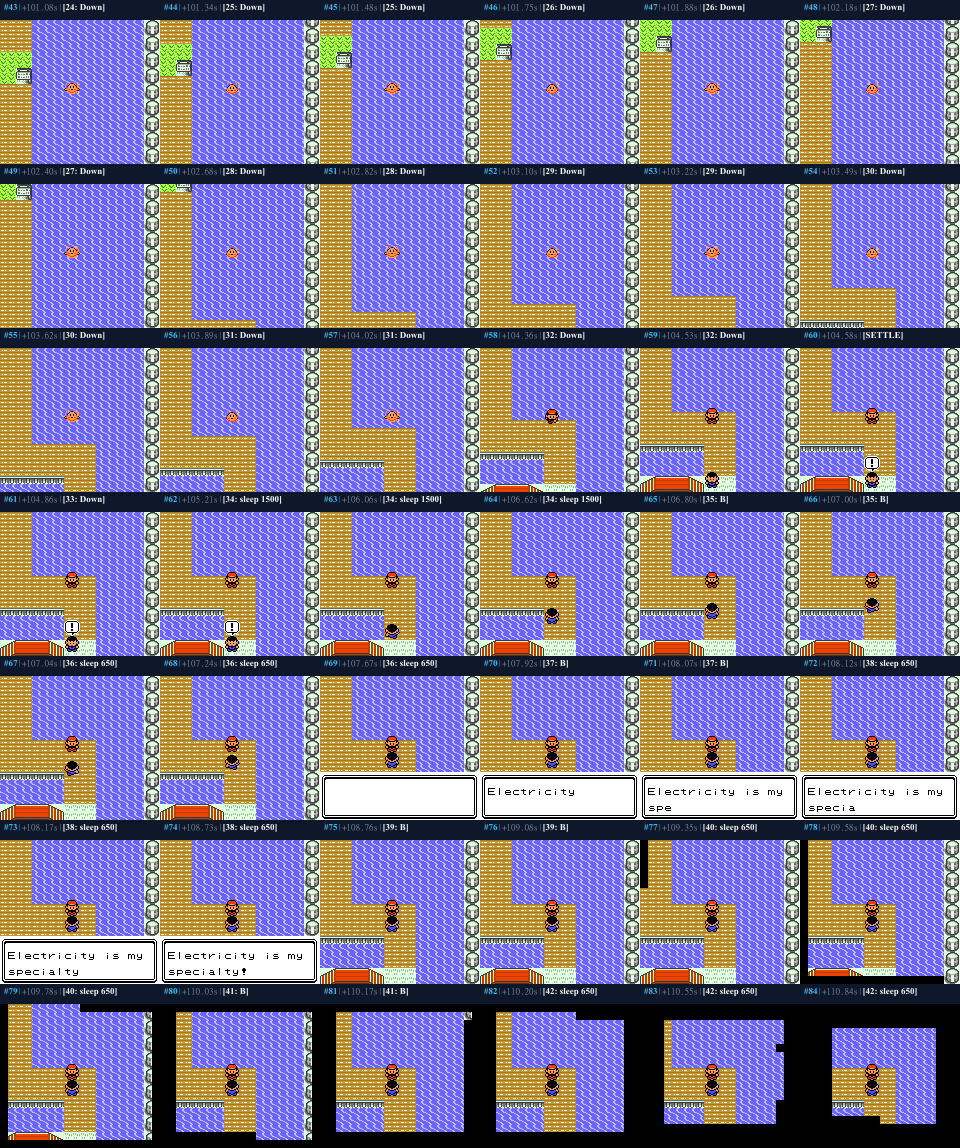 #43|+101.08s|[24: Down] #44|+101.34s|[25: Down] #45|+101.48s|[25: Down] #46|+101.75s|[26: Down] #47|+101.88s|[26: Down] #48|+102.18s|[27: Down]
#49|+102.40s|[27: Down] #50|+102.68s|[28: Down] #51|+102.82s|[28: Down] #52|+103.10s|[29: Down] #53|+103.22s|[29: Down] #54|+103.49s|[30: Down]
#55|+103.62s|[30: Down] #56|+103.89s|[31: Down] #57|+104.02s|[31: Down] #58|+104.36s|[32: Down] #59|+104.53s|[32: Down] #60|+104.58s|[SETTLE]
!
#61|+104.86s|[33: Down] #62|+105.21s|[34: sleep 1500] #63|+106.06s|[34: sleep 1500] #64|+106.62s|[34: sleep 1500] #65|+106.80s|[35: B] #66|+107.00s|[35: B]
! !
#67|+107.04s|[36: sleep 650] #68|+107.24s|[36: sleep 650] #69|+107.67s|[36: sleep 650] #70|+107.92s|[37: B] #71|+108.07s|[37: B] #72|+108.12s|[38: sleep 650]
Electricity
Electricity is my
spe
Electricity is my
specia
#73|+108.17s|[38: sleep 650] #74|+108.73s|[38: sleep 650] #75|+108.76s|[39: B] #76|+109.08s|[39: B] #77|+109.35s|[40: sleep 650] #78|+109.58s|[40: sleep 650]
Electricity is my
specialty
Electricity is my
specialty!
#79|+109.78s|[40: sleep 650] #80|+110.03s|[41: B] #81|+110.17s|[41: B] #82|+110.20s|[42: sleep 650] #83|+110.55s|[42: sleep 650] #84|+110.84s|[42: sleep 650]